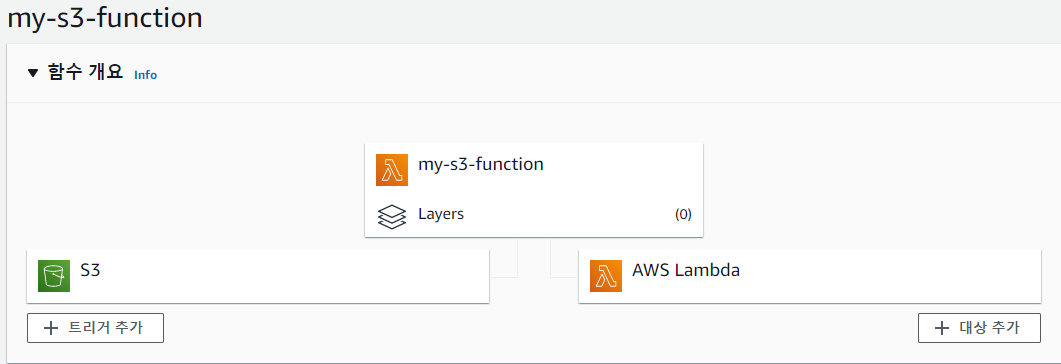 my-s3-function
▼ 함수 개요 Info
my-s3-function
Layers (0)
S3
AWS Lambda
+ 트리거 추가
+ 대상 추가